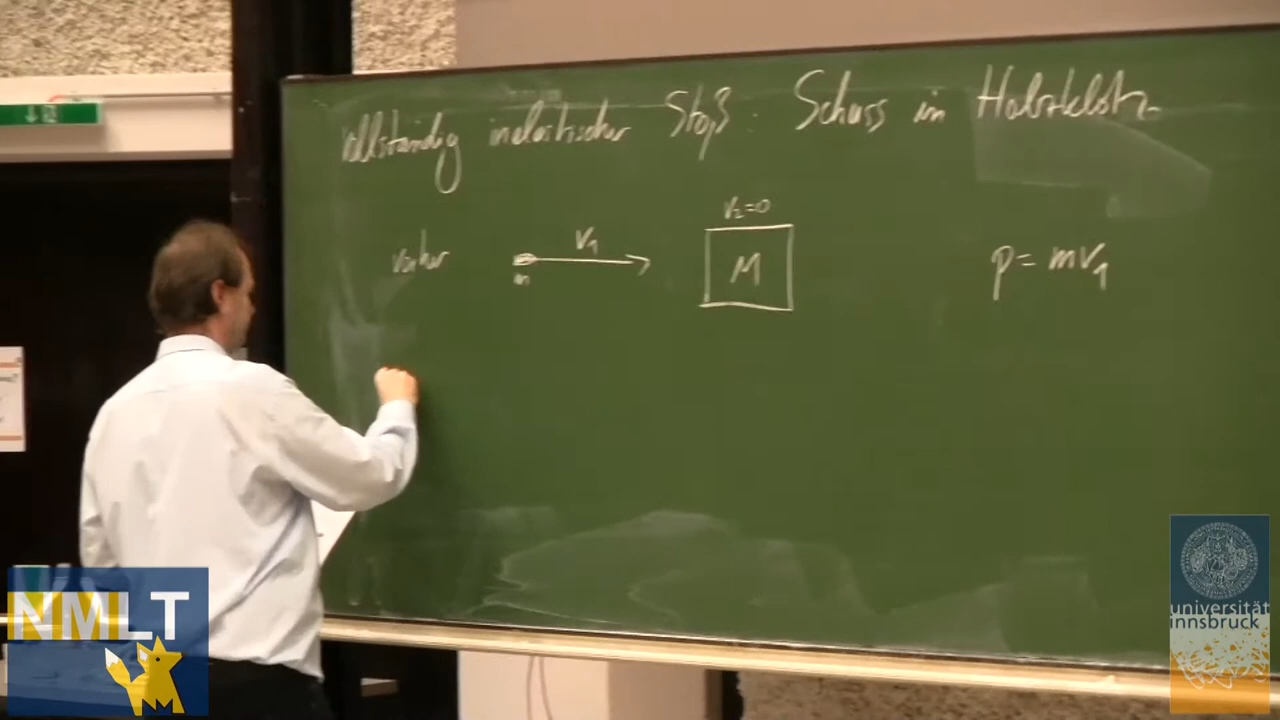 vollständig inelastischer Stoß: Schuss in Holzklotz
v₂=0
vorher
v₁
m
M
p = mv₁
NMLT
universität
innsbruck